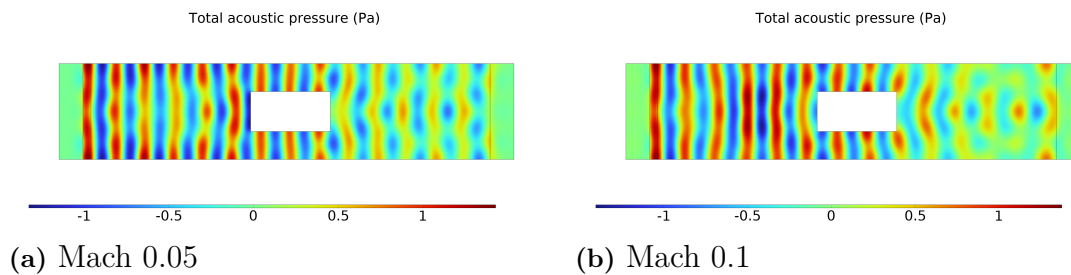 Total acoustic pressure (Pa)
-1 -0.5 0 0.5 1
(a) Mach 0.05
Total acoustic pressure (Pa)
-1 -0.5 0 0.5 1
(b) Mach 0.1